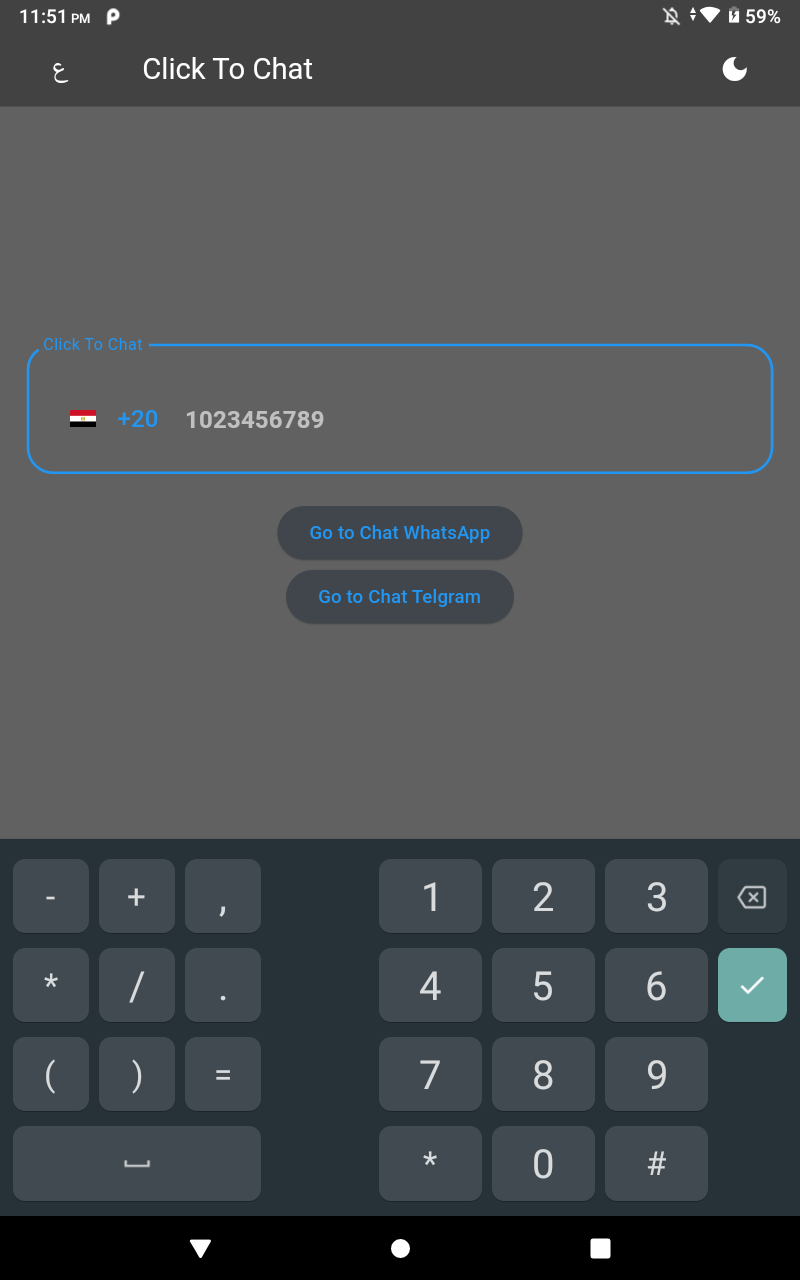 11:51 PM 59%
ع Click To Chat
Click To Chat
+20 1023456789
Go to Chat WhatsApp
Go to Chat Telgram
- + , 1 2 3
* / . 4 5 6
( ) = 7 8 9
* 0 #